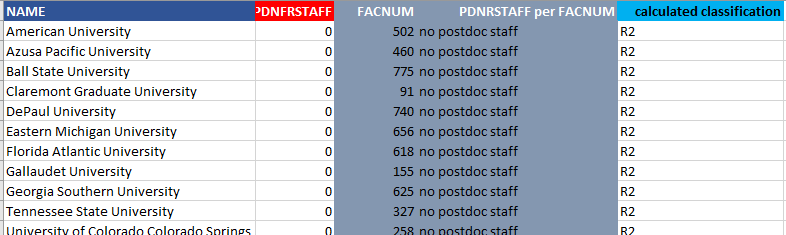 NAME PDNFRSTAFF FACNUM PDNRSTAFF per FACNUM calculated classification
American University 0 502 no postdoc staff R2
Azusa Pacific University 0 460 no postdoc staff R2
Ball State University 0 775 no postdoc staff R2
Claremont Graduate University 0 91 no postdoc staff R2
DePaul University 0 740 no postdoc staff R2
Eastern Michigan University 0 656 no postdoc staff R2
Florida Atlantic University 0 618 no postdoc staff R2
Gallaudet University 0 155 no postdoc staff R2
Georgia Southern University 0 625 no postdoc staff R2
Tennessee State University 0 327 no postdoc staff R2
University of Colorado Colorado Springs 0 258 no postdoc staff R2